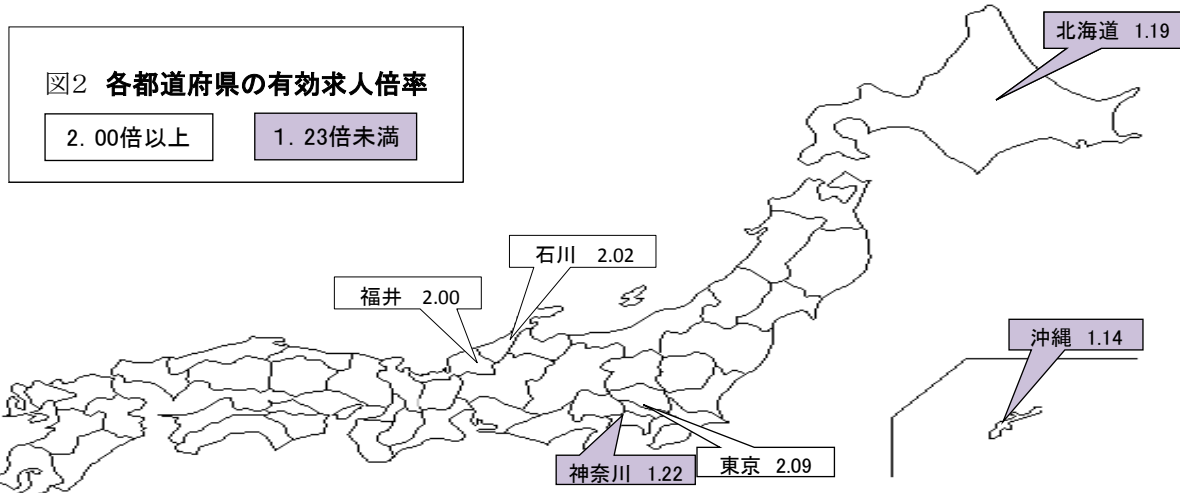 図2 各都道府県の有効求人倍率
2．00倍以上
1．23倍未満
北海道 1.19
石川 2.02
福井 2.00
沖縄 1.14
神奈川 1.22
東京 2.09